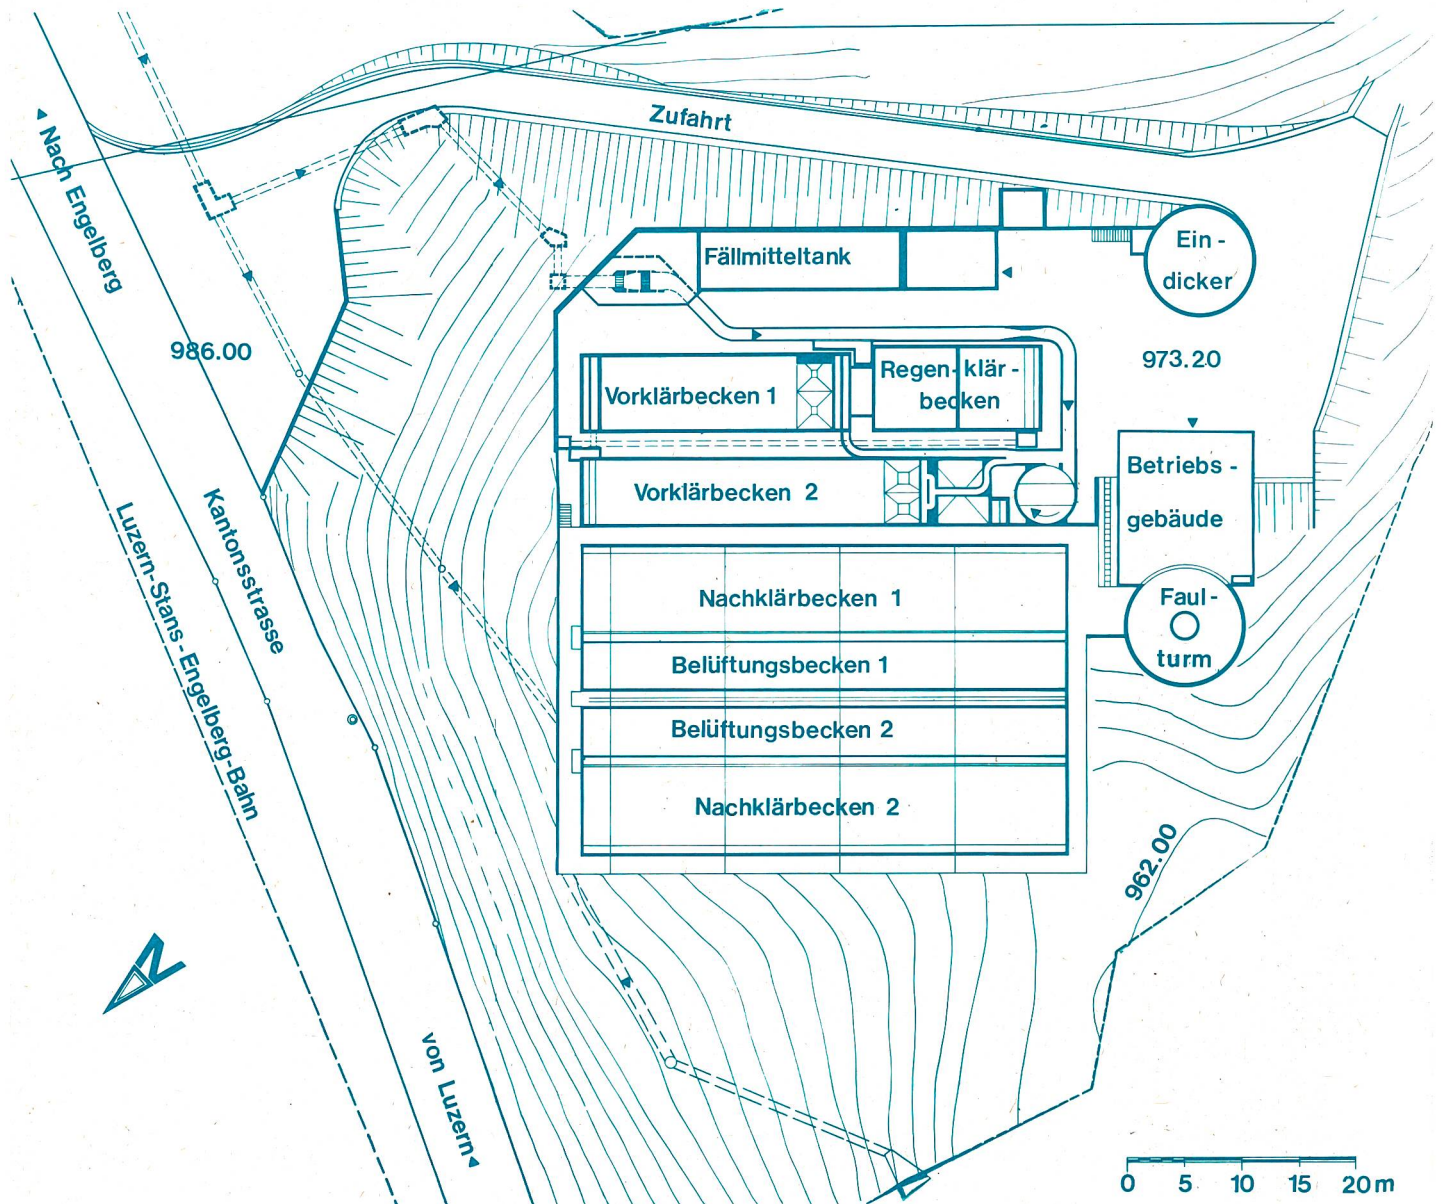 Zufahrt
◄ Nach Engelberg
Fällmitteltank
Ein-
dicker
986.00
973.20
Vorklärbecken 1
Regen-klär-
becken
Vorklärbecken 2
Betriebs-
gebäude
Kantonsstrasse
Luzern-Stans-Engelberg-Bahn
Nachklärbecken 1
Faul-
turm
Belüftungsbecken 1
Belüftungsbecken 2
Nachklärbecken 2
962.00
N
von Luzern ◄
0 5 10 15 20 m